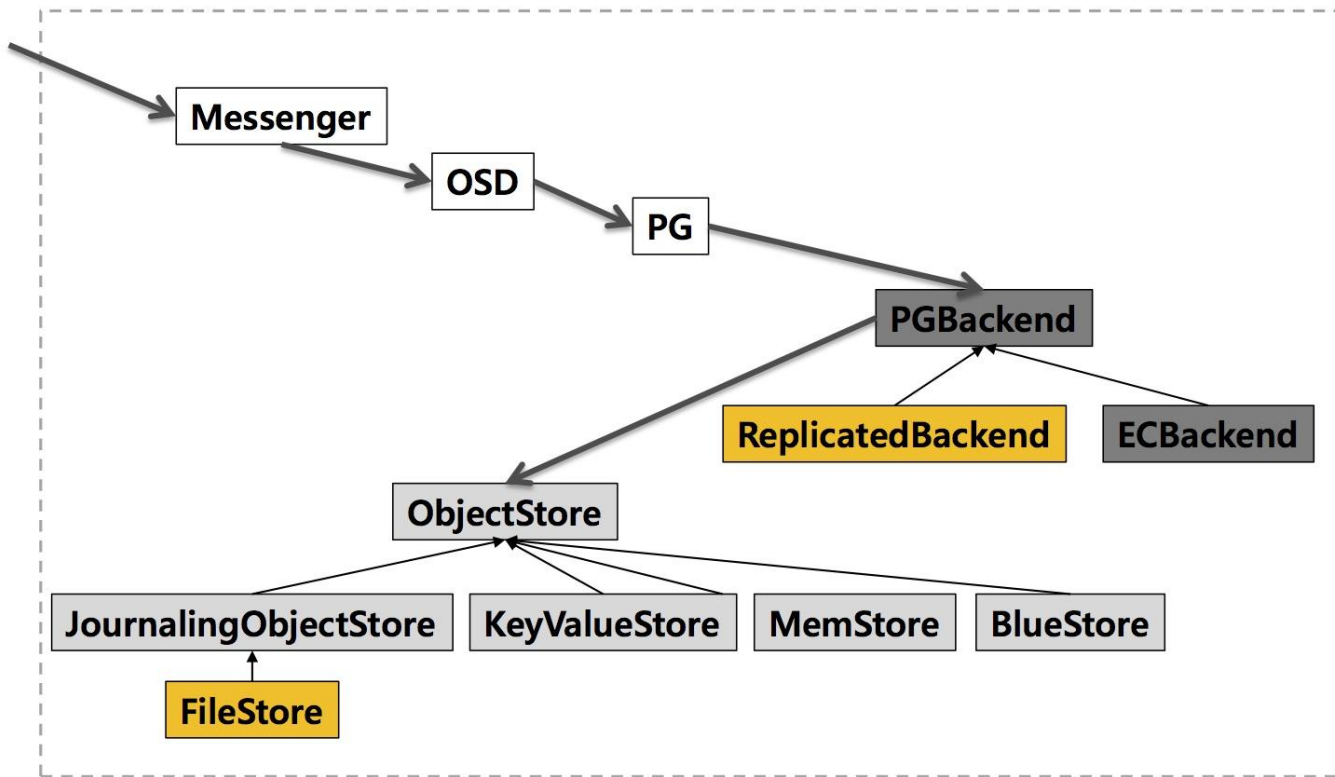 Messenger
OSD
PG
PGBackend
ReplicatedBackend
ECBackend
ObjectStore
JournalingObjectStore
KeyValueStore
MemStore
BlueStore
FileStore